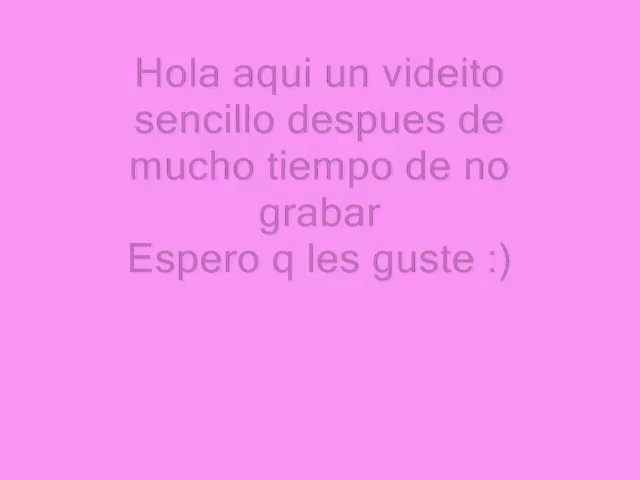 Hola aqui un videito
sencillo despues de
mucho tiempo de no
grabar
Espero q les guste :)